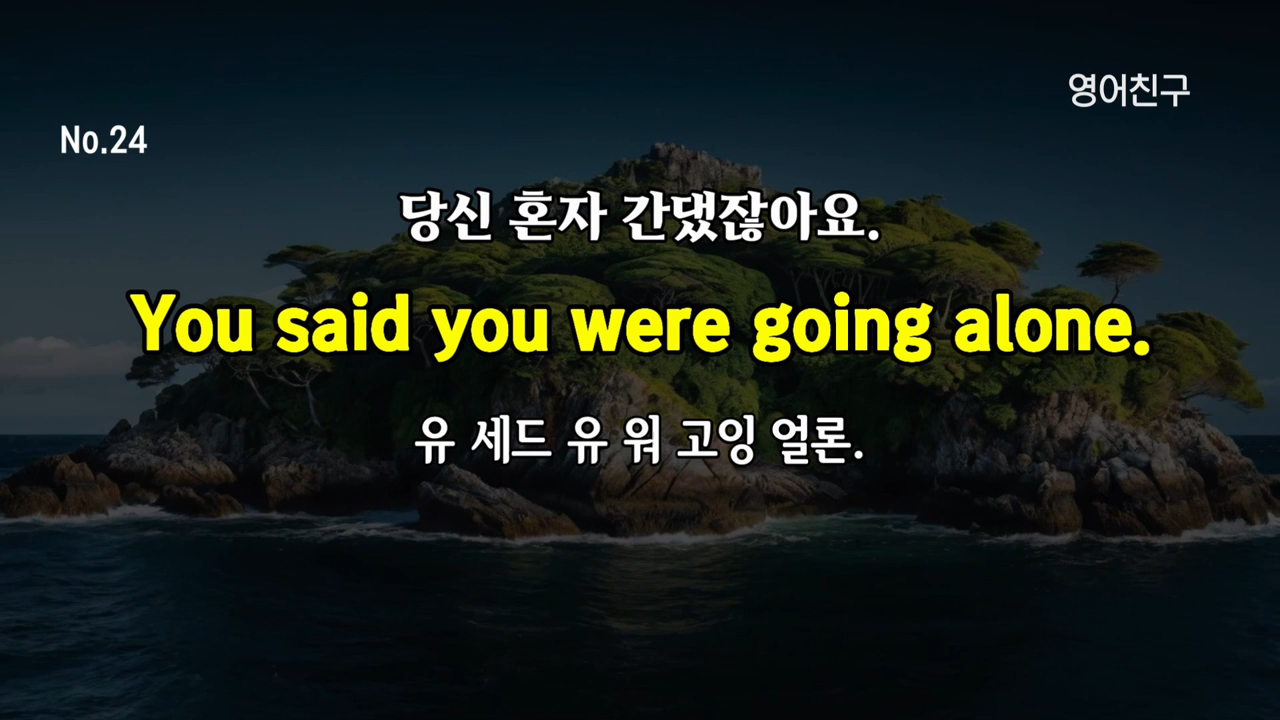 영어친구
No.24
당신 혼자 간댔잖아요.
You said you were going alone.
유 세드 유 워 고잉 얼론.